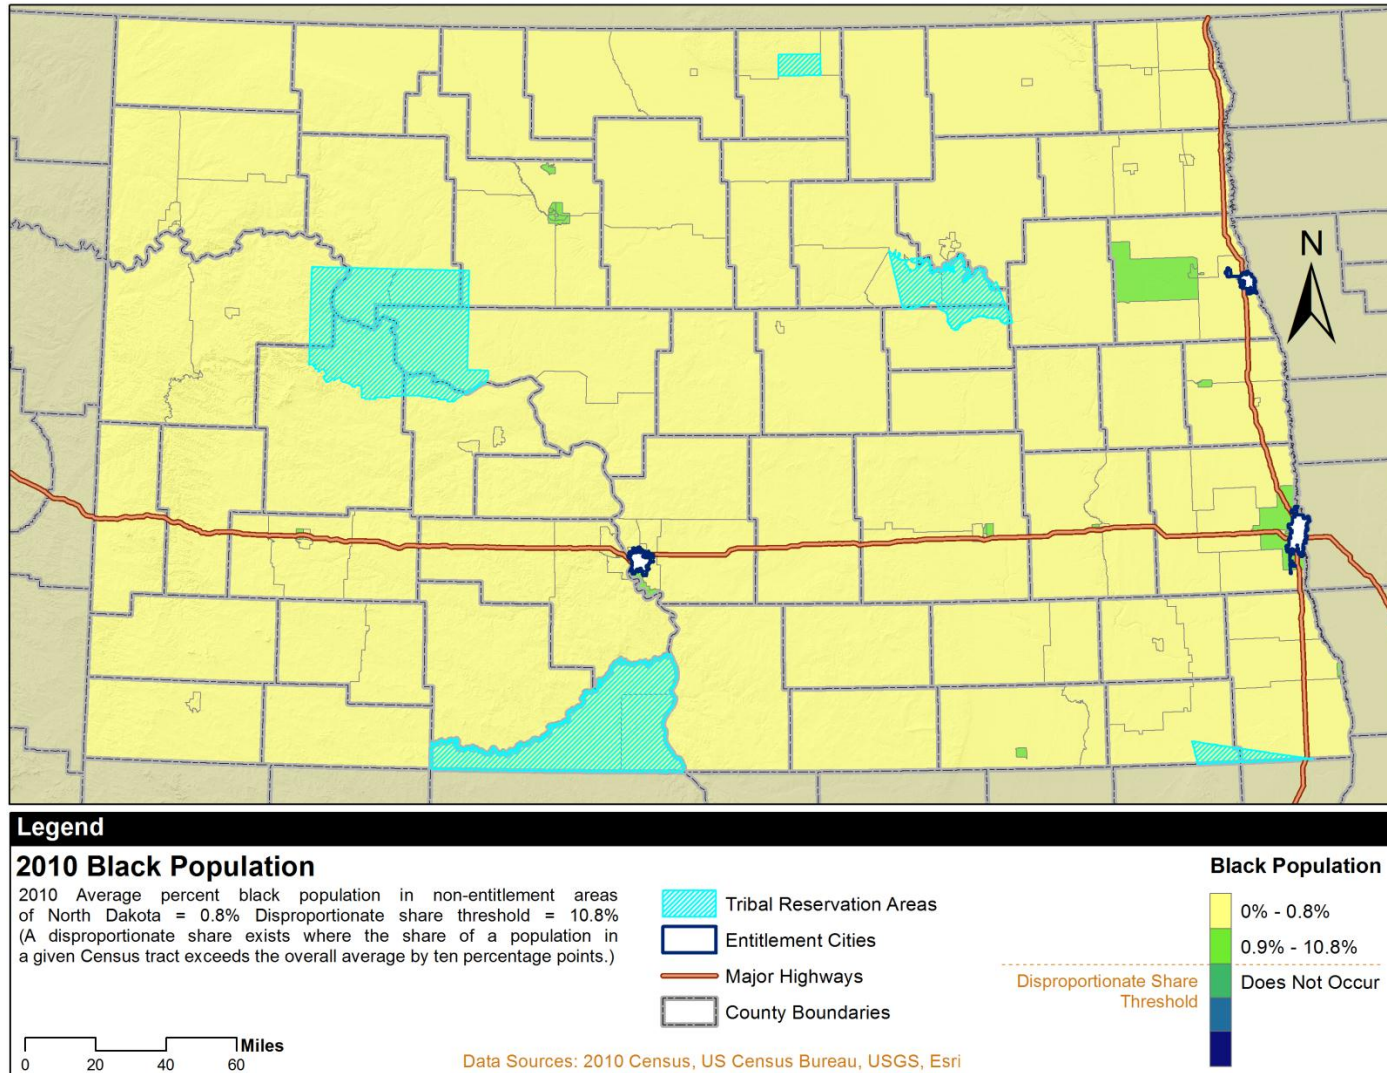 N
Legend
2010 Black Population
2010 Average percent black population in non-entitlement areas
of North Dakota = 0.8% Disproportionate share threshold = 10.8%
(A disproportionate share exists where the share of a population in
a given Census tract exceeds the overall average by ten percentage points.)
Miles
0 20 40 60
Tribal Reservation Areas
Entitlement Cities
Major Highways
County Boundaries
Data Sources: 2010 Census, US Census Bureau, USGS, Esri
Black Population
0% - 0.8%
0.9% - 10.8%
Disproportionate Share
Threshold
Does Not Occur